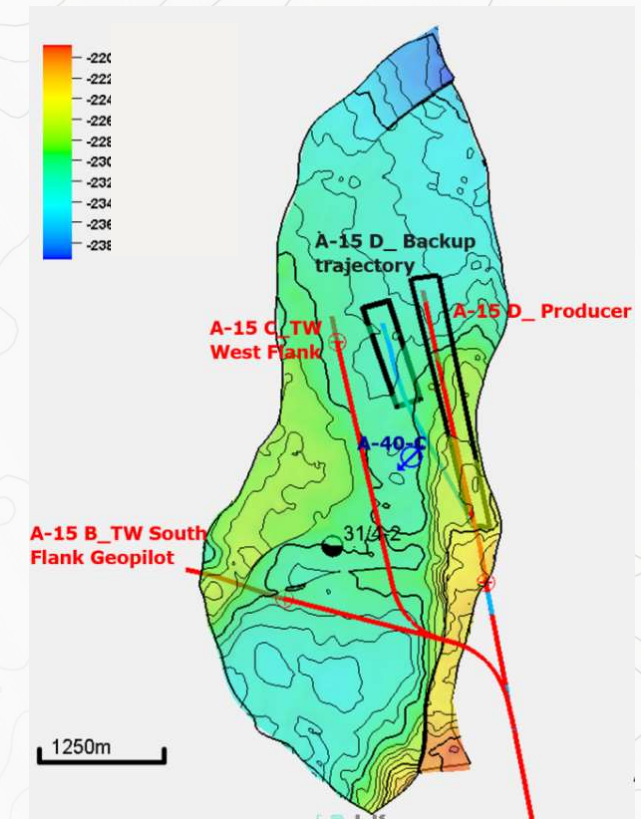 -220
-222
-224
-226
-228
-230
-232
-234
-236
-238
A-15 D_ Backup
trajectory
A-15 D_ Producer
A-15 C_TW
West Flank
A-40-C
31/4-2
A-15 B_TW South
Flank Geopilot
1250m